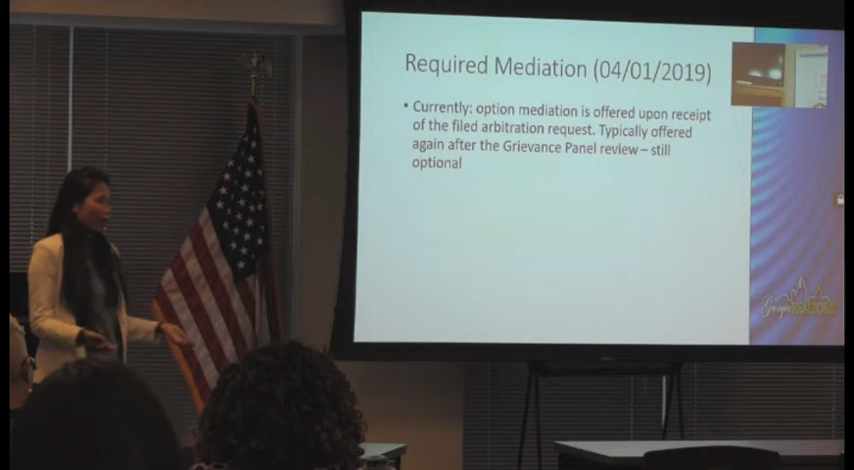 Required Mediation (04/01/2019)
• Currently: option mediation is offered upon receipt
of the filed arbitration request. Typically offered
again after the Grievance Panel review – still
optional
REALTORS